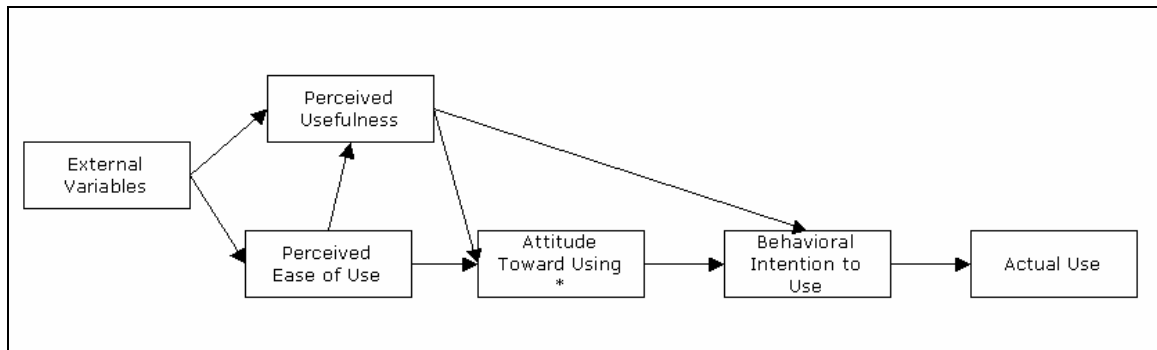 Perceived
Usefulness
External
Variables
Perceived
Ease of Use
Attitude
Toward Using
*
Behavioral
Intention to
Use
Actual Use